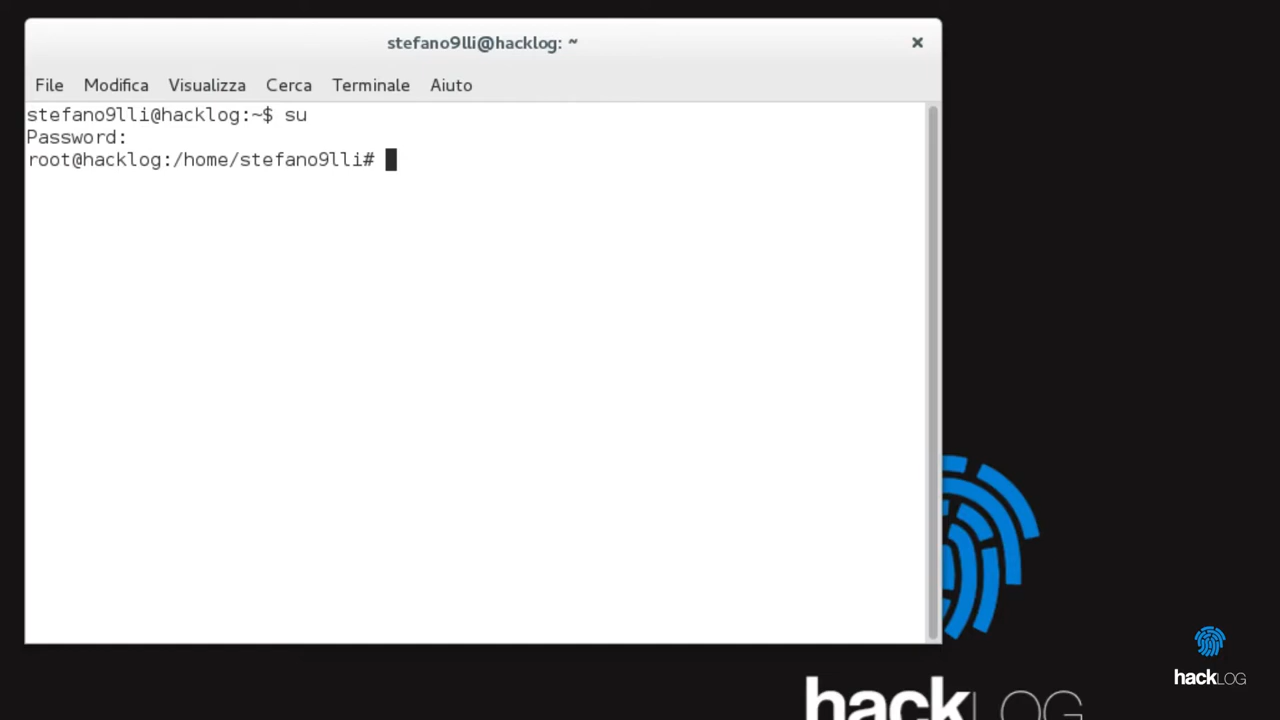 stefano9lli@hacklog: ~
File Modifica Visualizza Cerca Terminale Aiuto
stefano9lli@hacklog:~$ su
Password:
root@hacklog:/home/stefano9lli#
hackLOG
hackLOG